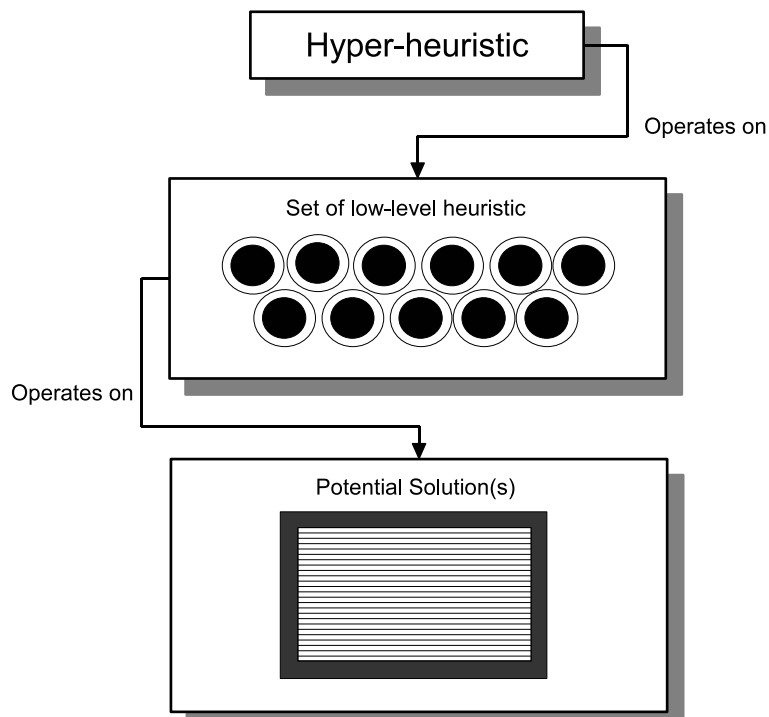 Hyper-heuristic
Operates on
Set of low-level heuristic
Operates on
Potential Solution(s)